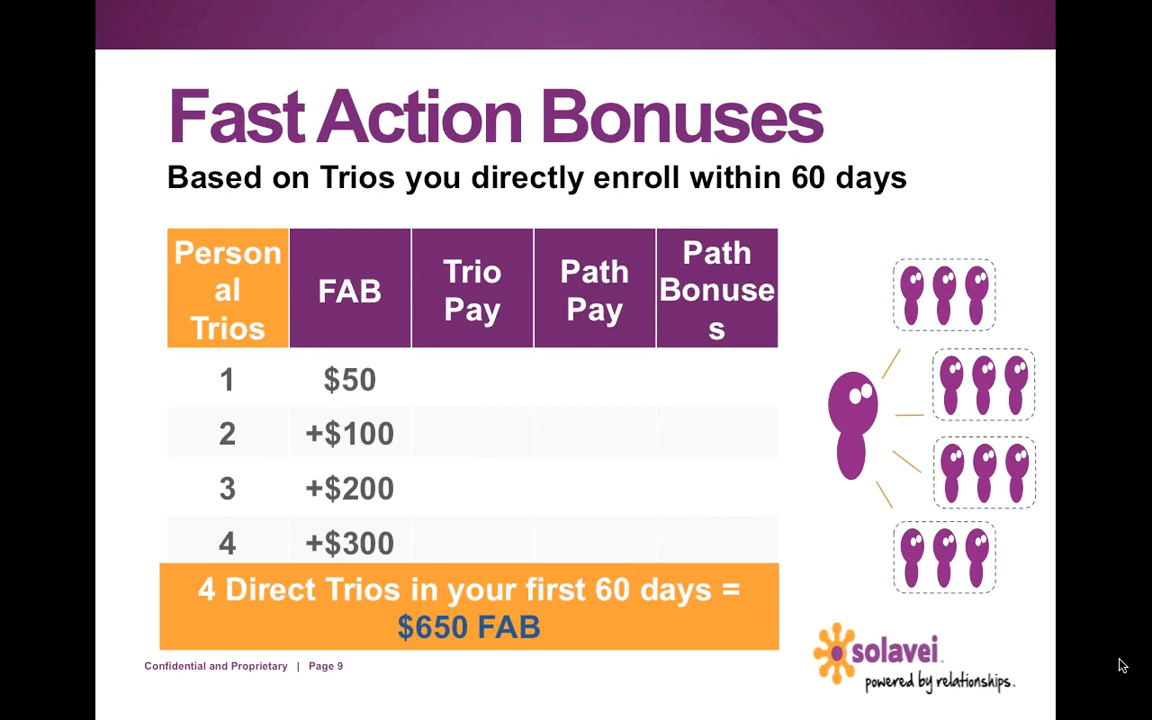 Fast Action Bonuses
Based on Trios you directly enroll within 60 days
Person
al
Trios
FAB
Trio
Pay
Path
Pay
Path
Bonuse
s
1 $50
2 +$100
3 +$200
4 +$300
4 Direct Trios in your first 60 days =
$650 FAB
Confidential and Proprietary | Page 9
solavei
powered by relationships.